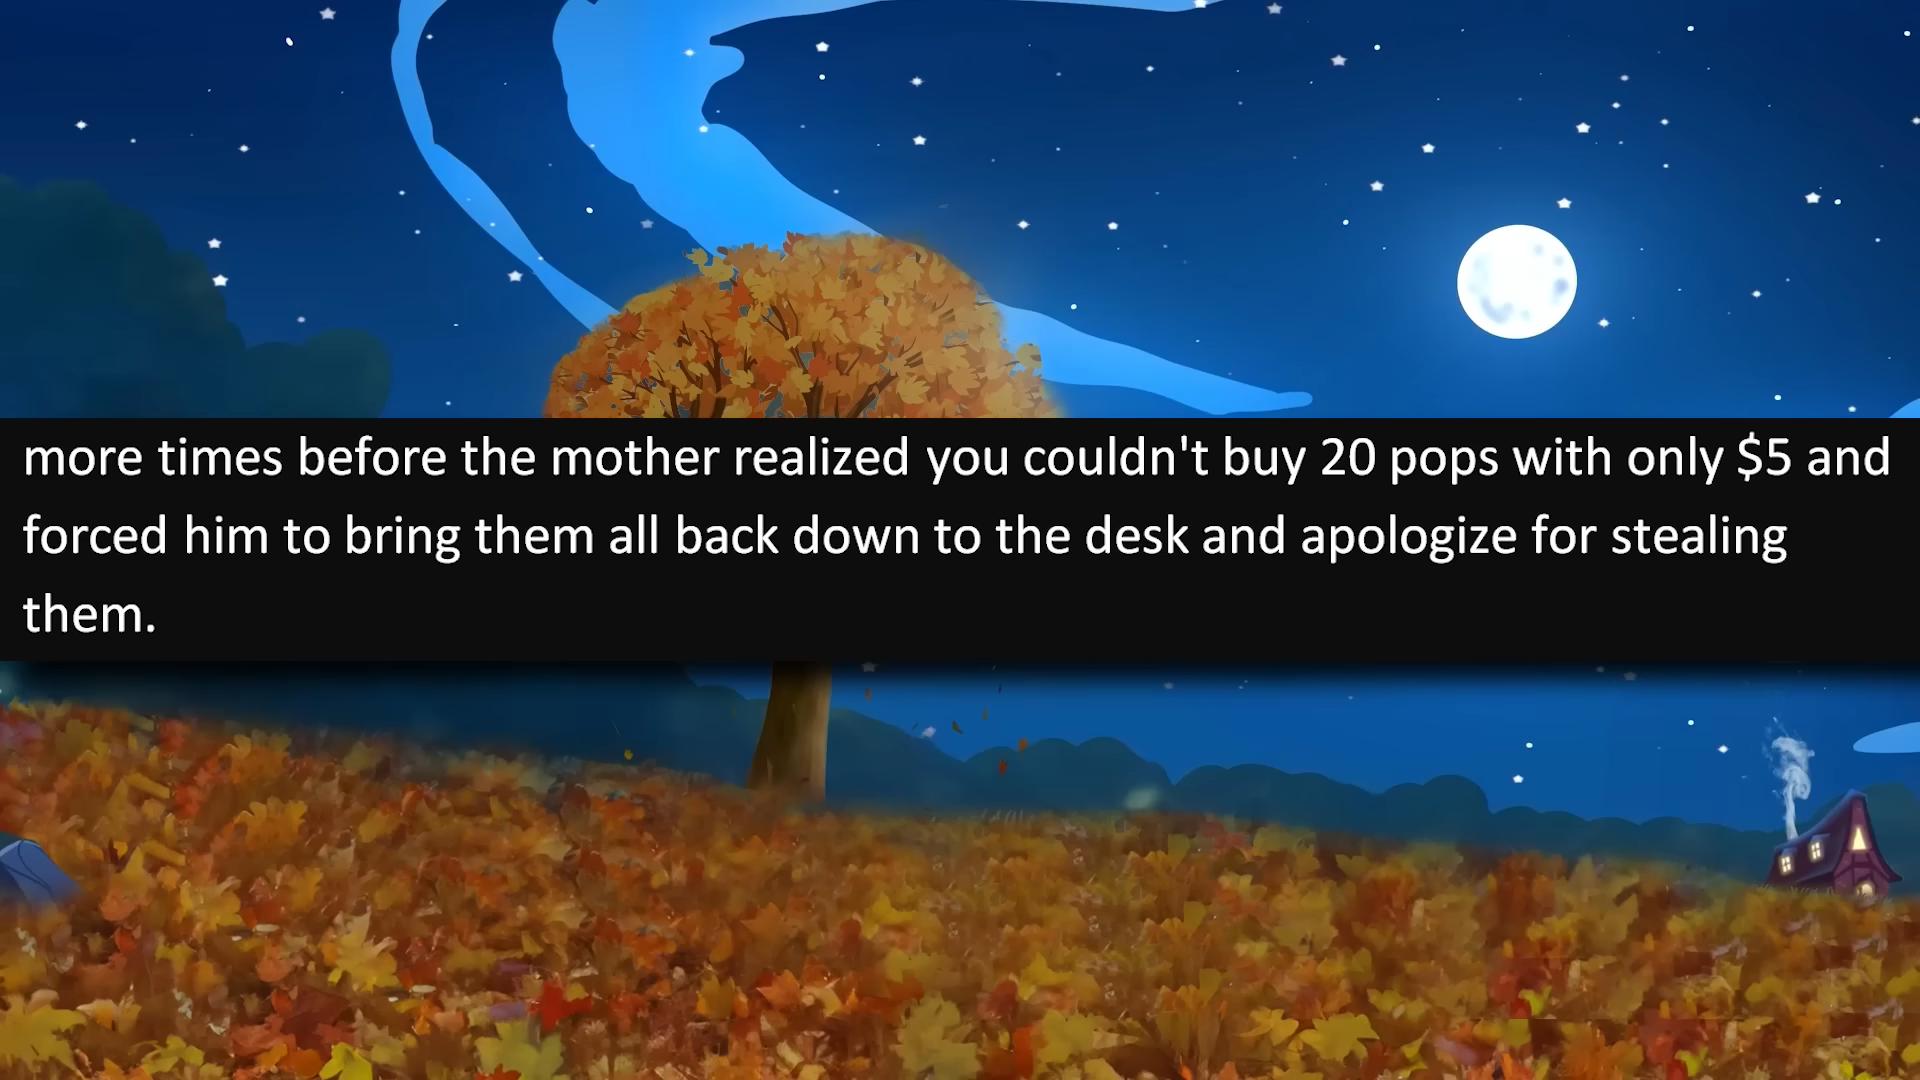 more times before the mother realized you couldn't buy 20 pops with only $5 and
forced him to bring them all back down to the desk and apologize for stealing
them.